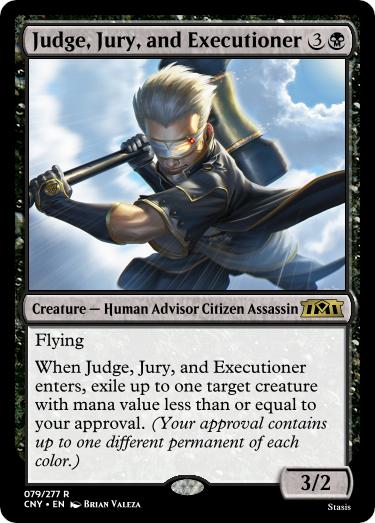 Judge, Jury, and Executioner 3
Creature — Human Advisor Citizen Assassin
Flying
When Judge, Jury, and Executioner
enters, exile up to one target creature
with mana value less than or equal to
your approval. (Your approval contains
up to one different permanent of each
color.)
3/2
079/277 R
CNY • EN Brian Valeza
Stasis